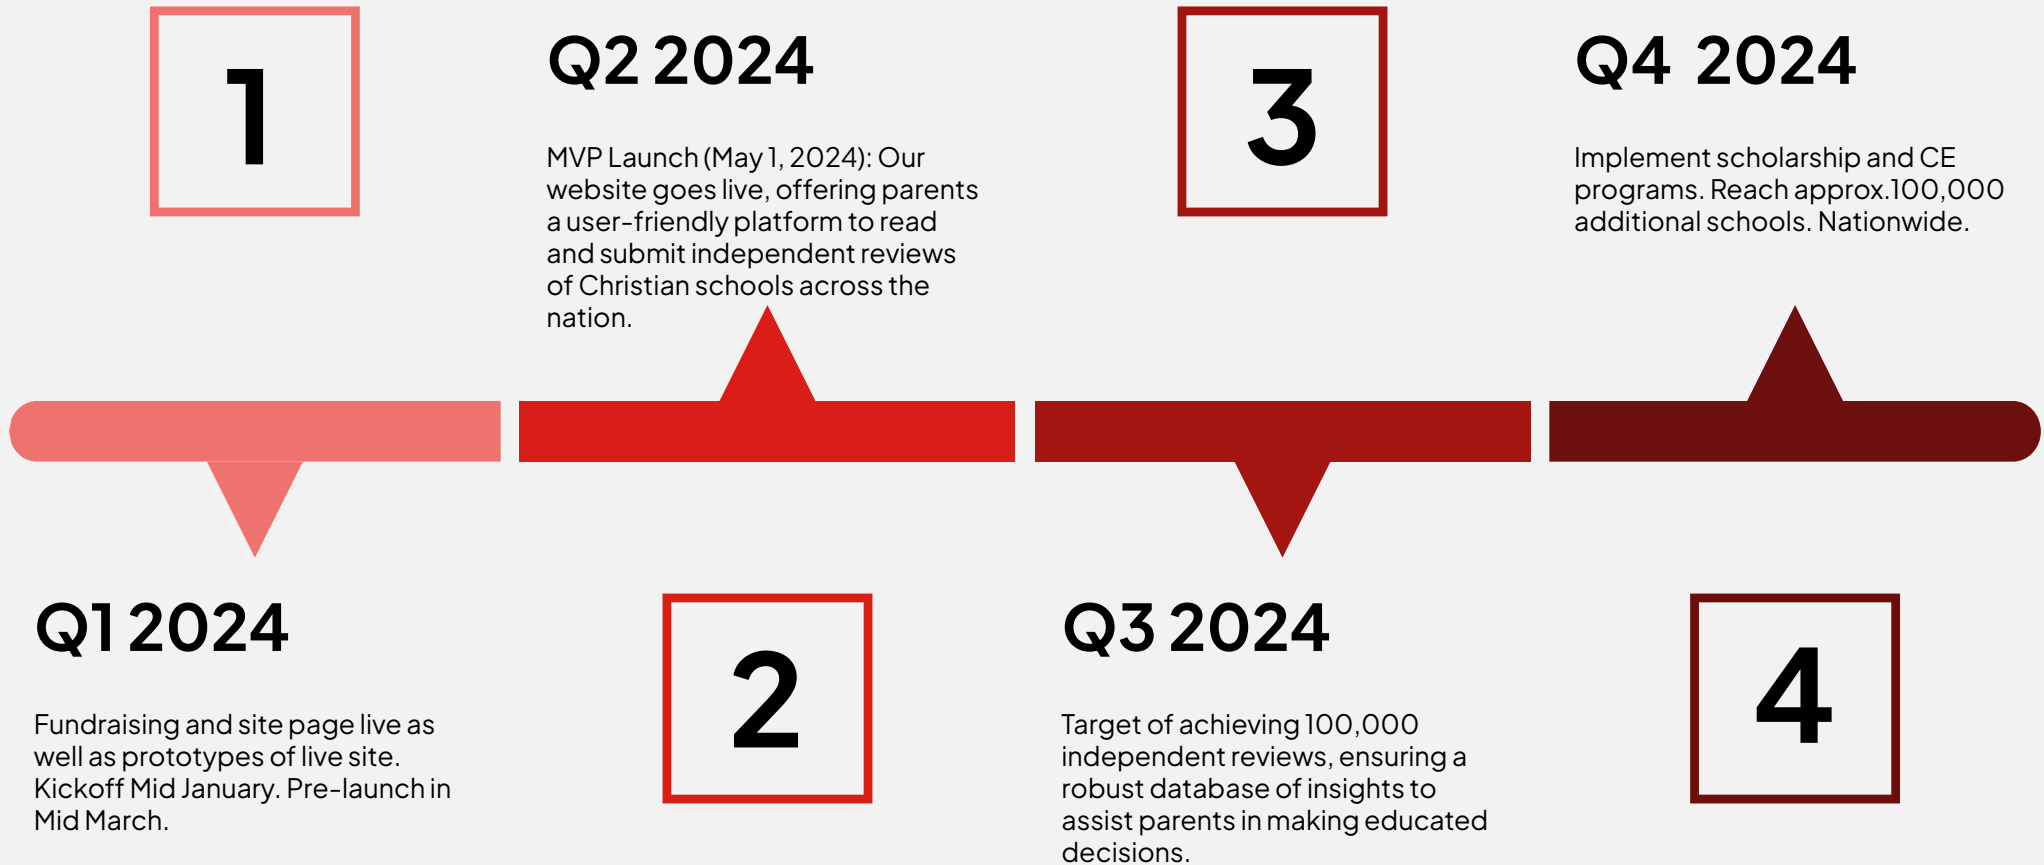 1
Q1 2024
Fundraising and site page live as
well as prototypes of live site.
Kickoff Mid January. Pre-launch in
Mid March.
Q2 2024
MVP Launch (May 1, 2024): Our
website goes live, offering parents
a user-friendly platform to read
and submit independent reviews
of Christian schools across the
nation.
2
3
Q3 2024
Target of achieving 100,000
independent reviews, ensuring a
robust database of insights to
assist parents in making educated
decisions.
Q4 2024
Implement scholarship and CE
programs. Reach approx.100,000
additional schools. Nationwide.
4